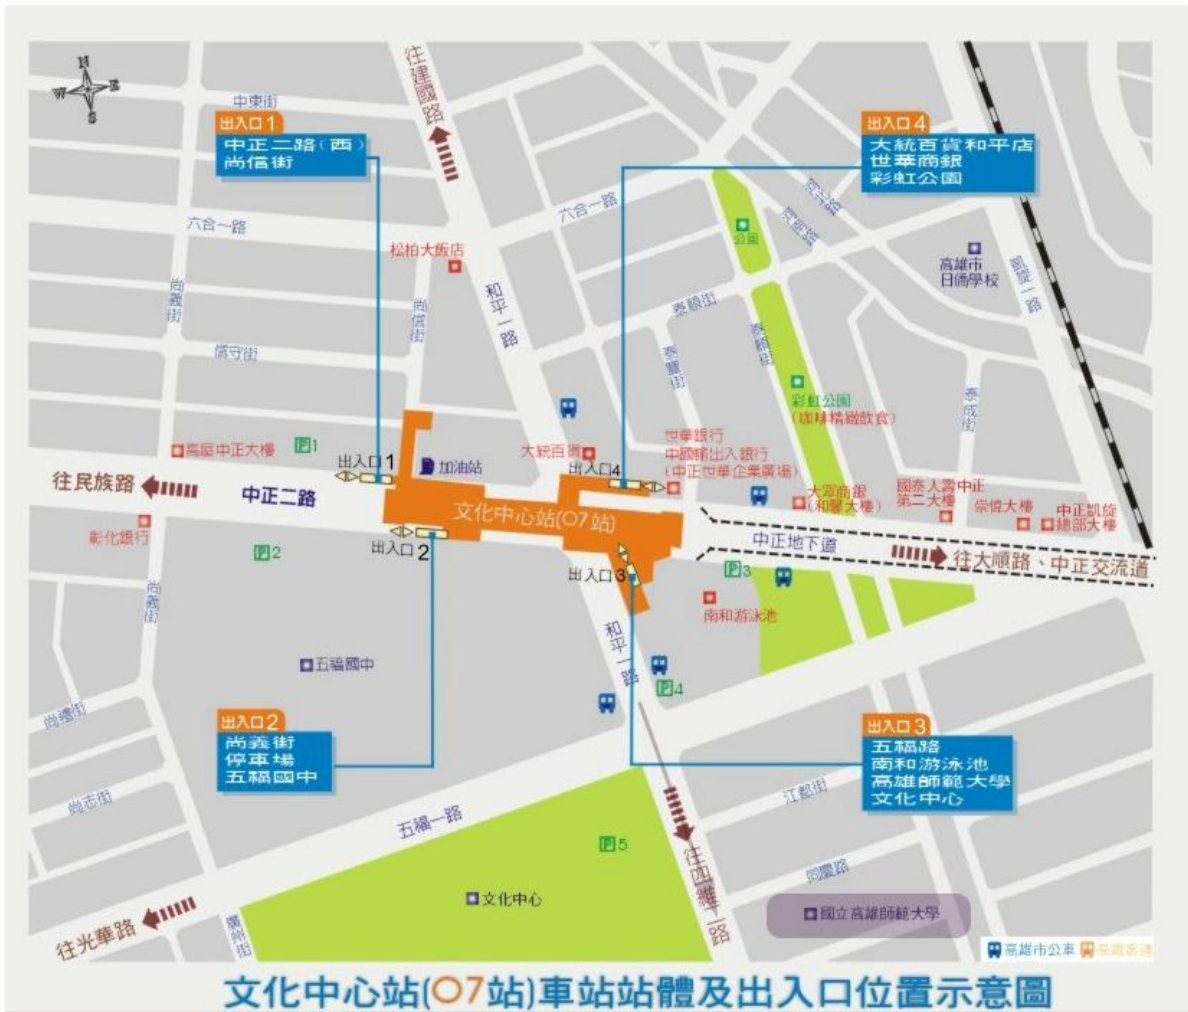 N
W
E
S
往建國路
中東街
出入口1
中正二路（西）
尚信街
出入口4
大統百貨和平店
世華商銀
彩虹公園
六合一路
六合一路
公園
松柏大飯店
高雄市
日僑學校
凱旋一路
尚義街
尚信街
和平一路
泰順街
泰順街
信守街
泰成街
彩虹公園
(咖啡精緻飲食)
高屋中正大樓
P1
出入口1
加油站
大統百貨
出入口4
世華銀行
中國輸出入銀行
(中正世華企業廣場)
往民族路
中正二路
文化中心站(O7站)
大眾商銀
(和馨大樓)
國泰人壽中正
第二大樓
崇偉大樓
中正凱旋
總部大樓
彰化銀行
P2
出入口2
出入口3
中正地下道
往大順路、中正交流道
P3
南和游泳池
尚義街
和平一路
五福國中
P4
尚禮街
出入口2
尚義街
停車場
五福國中
出入口3
五福路
南和游泳池
高雄師範大學
文化中心
尚志街
江都街
五福一路
P5
往四維一路
同慶路
文化中心
國立高雄師範大學
往光華路
廣州街
高雄市公車
高雄客運
文化中心站(O7站)車站站體及出入口位置示意圖